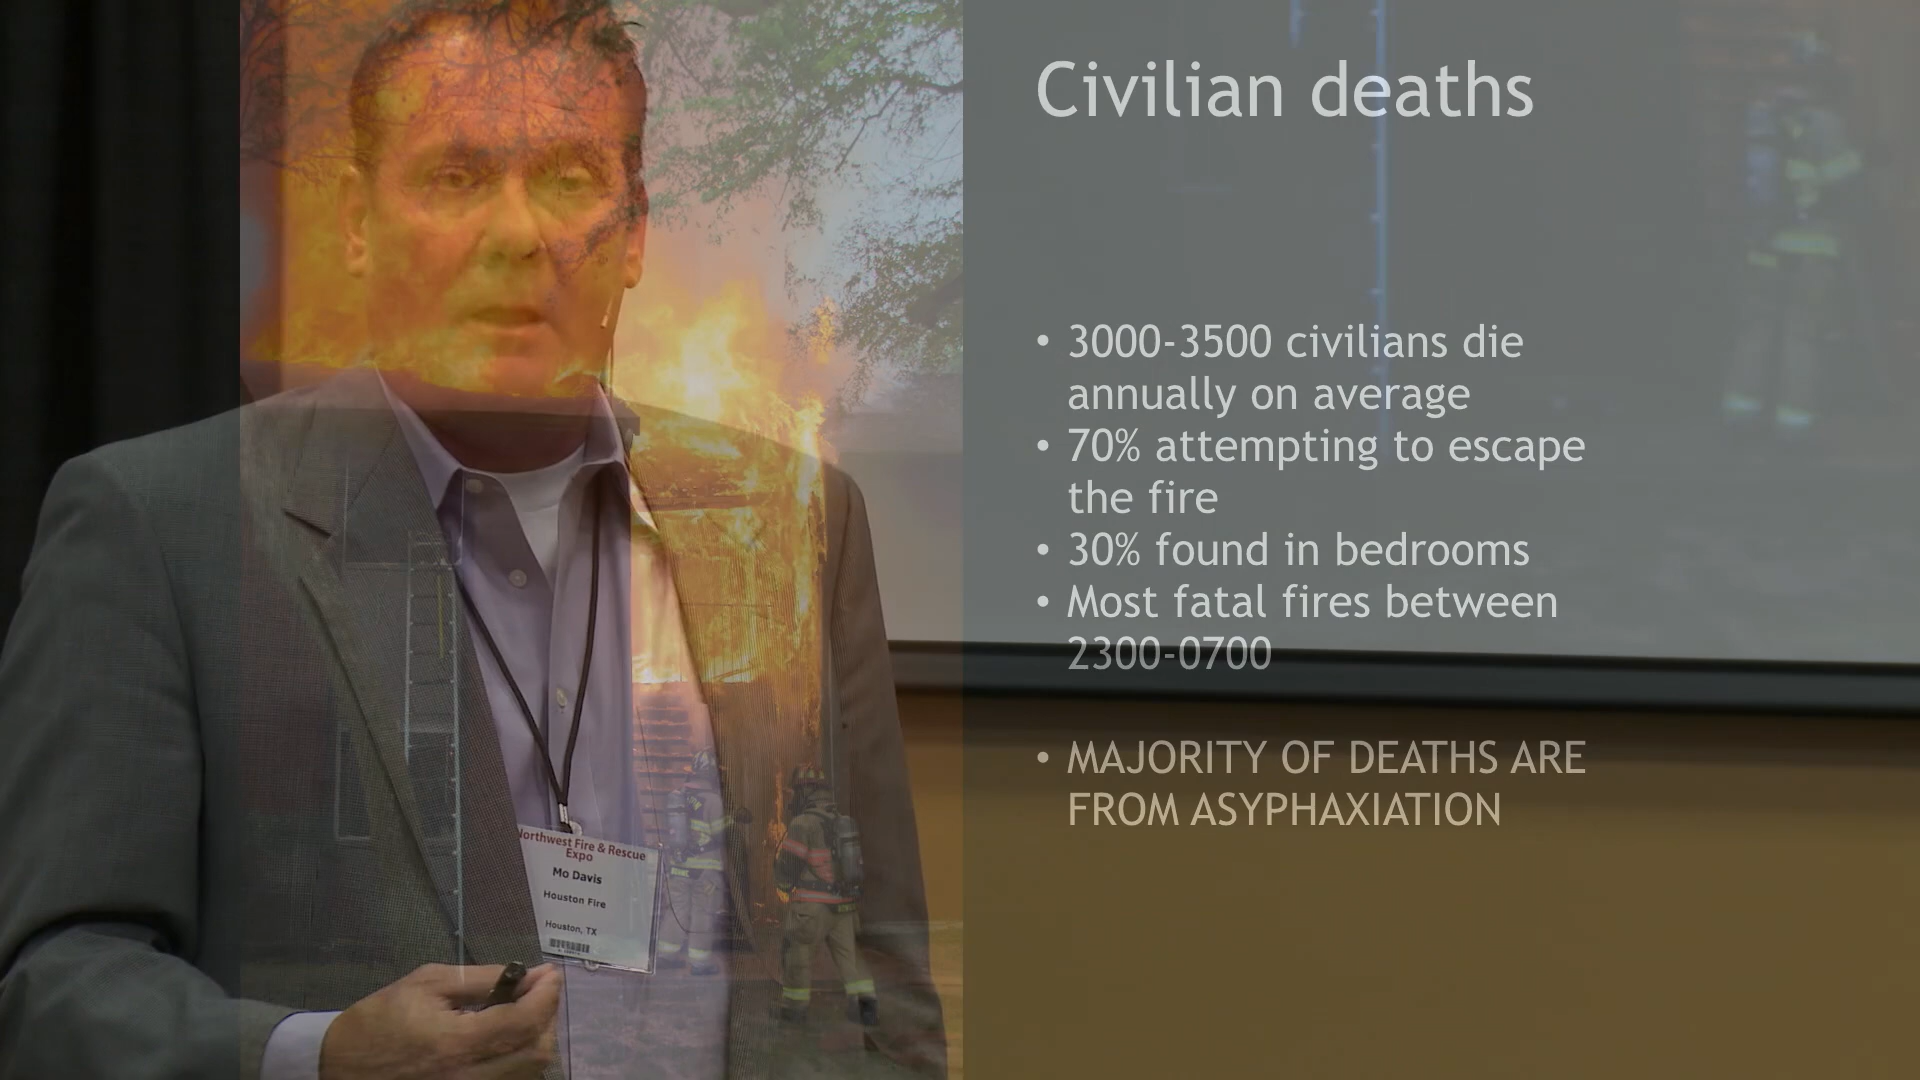 Civilian deaths
• 3000-3500 civilians die
annually on average
• 70% attempting to escape
the fire
• 30% found in bedrooms
• Most fatal fires between
2300-0700
• MAJORITY OF DEATHS ARE
FROM ASYPHAXIATION
Northwest Fire & Rescue
Expo
Mo Davis
Houston Fire
Houston, TX